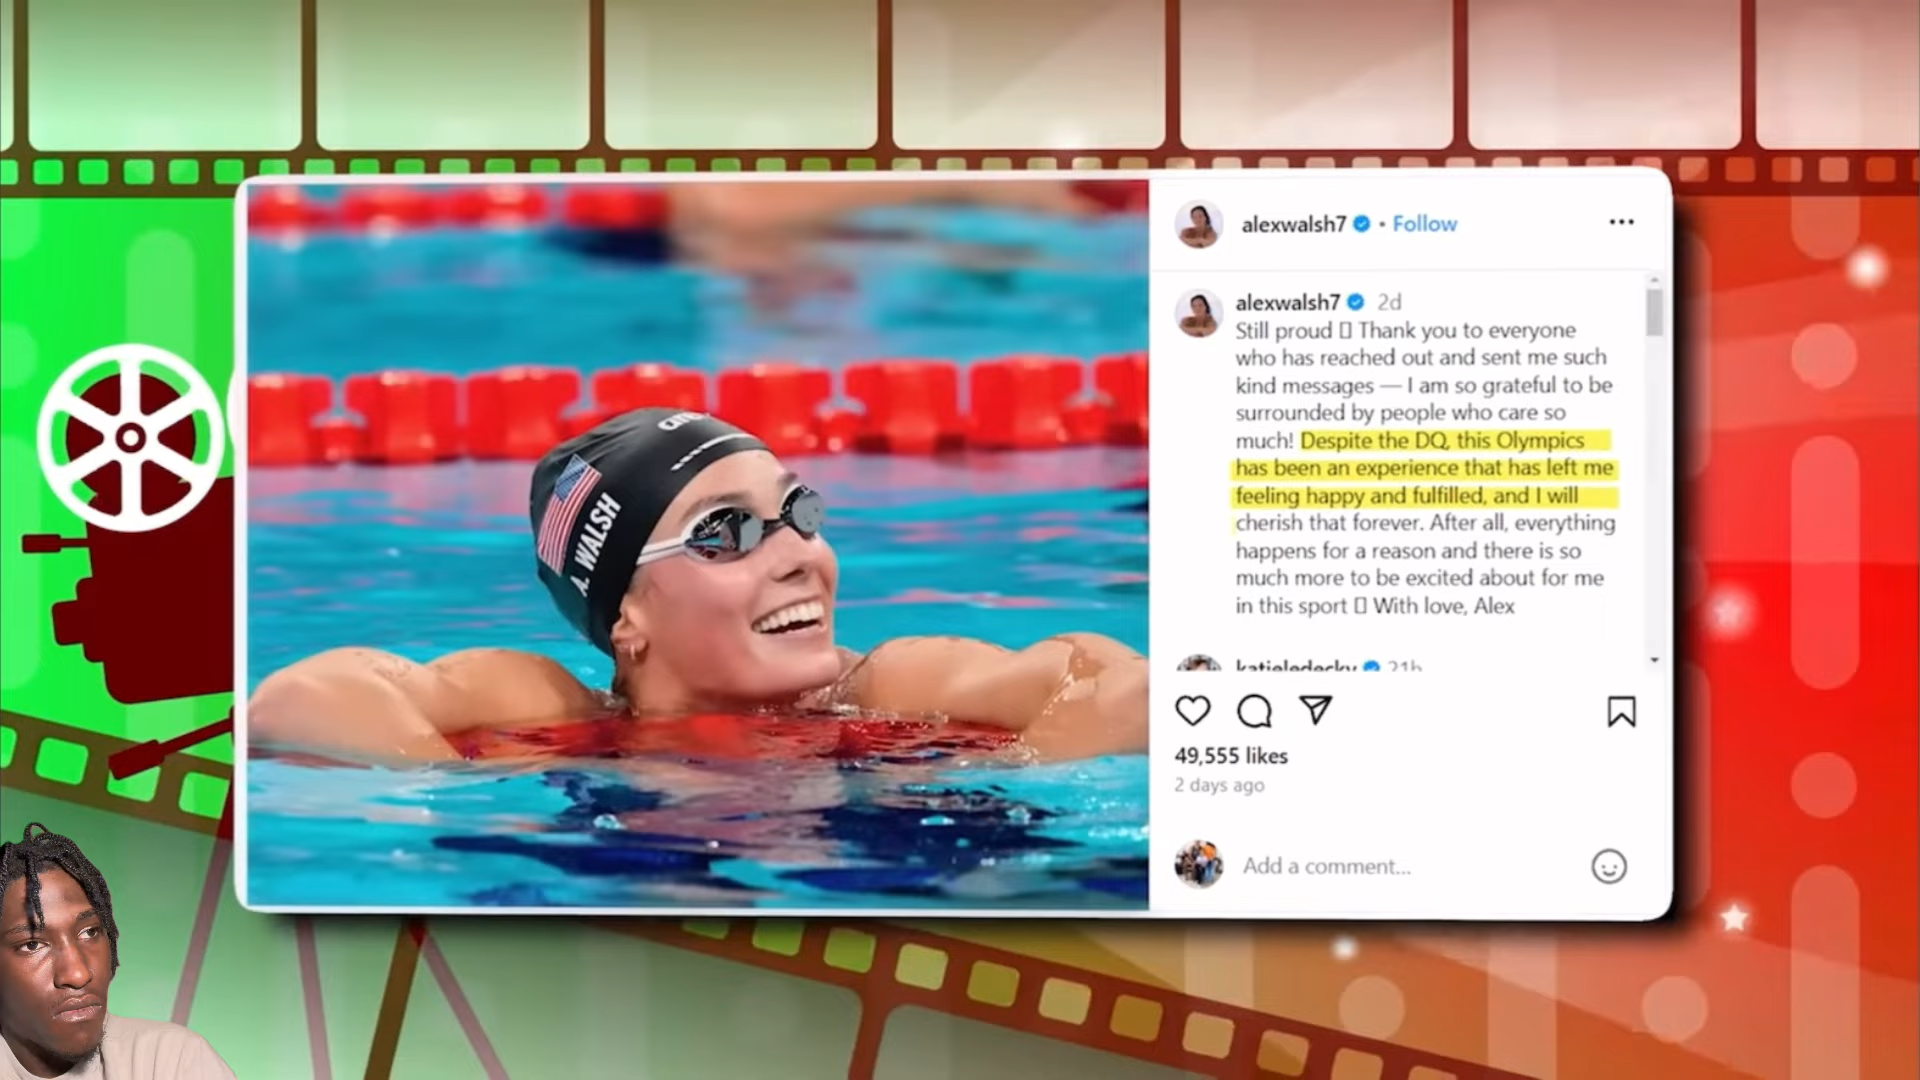 alexwalsh7 • Follow
alexwalsh7 2d
Still proud Thank you to everyone
who has reached out and sent me such
kind messages — I am so grateful to be
surrounded by people who care so
much! Despite the DQ, this Olympics
has been an experience that has left me
feeling happy and fulfilled, and I will
cherish that forever. After all, everything
happens for a reason and there is so
much more to be excited about for me
in this sport With love, Alex
katieledecky 21h
49,555 likes
2 days ago
Add a comment...
A. WALSH